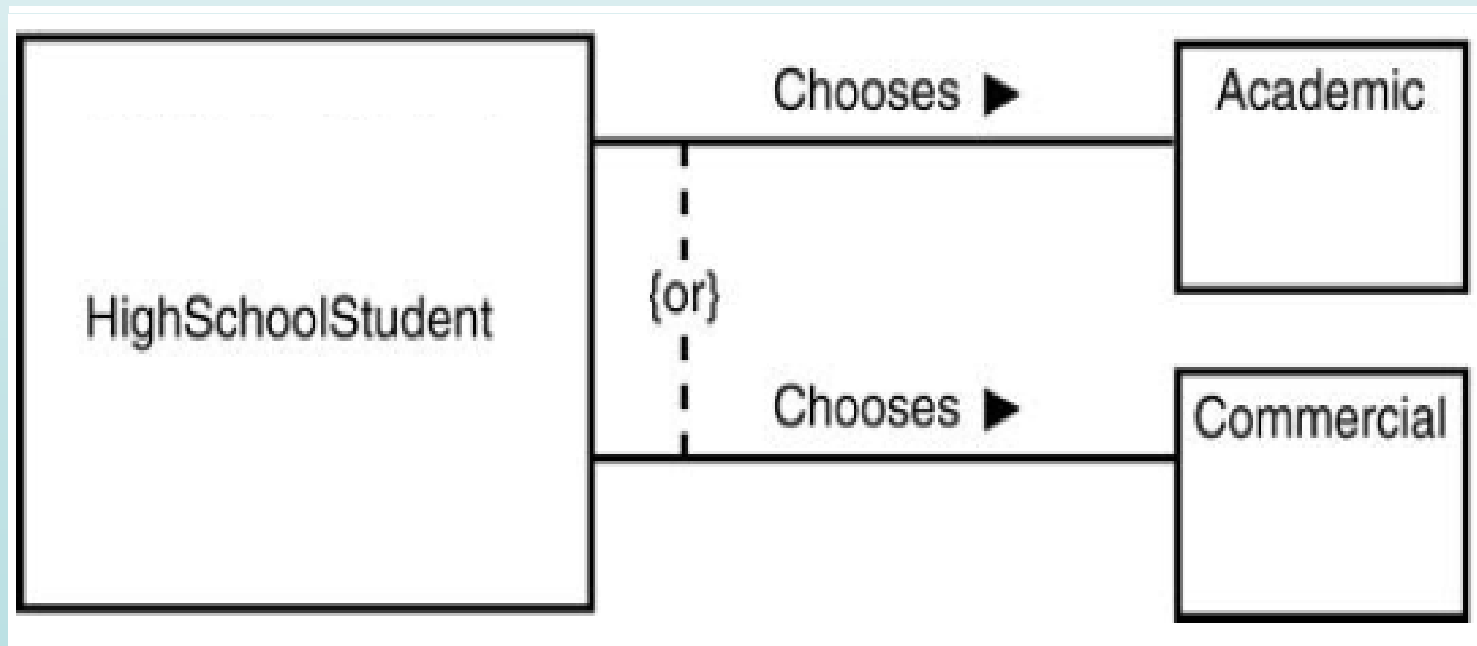 Chooses ▶
Academic
HighSchoolStudent
{or}
Chooses ▶
Commercial